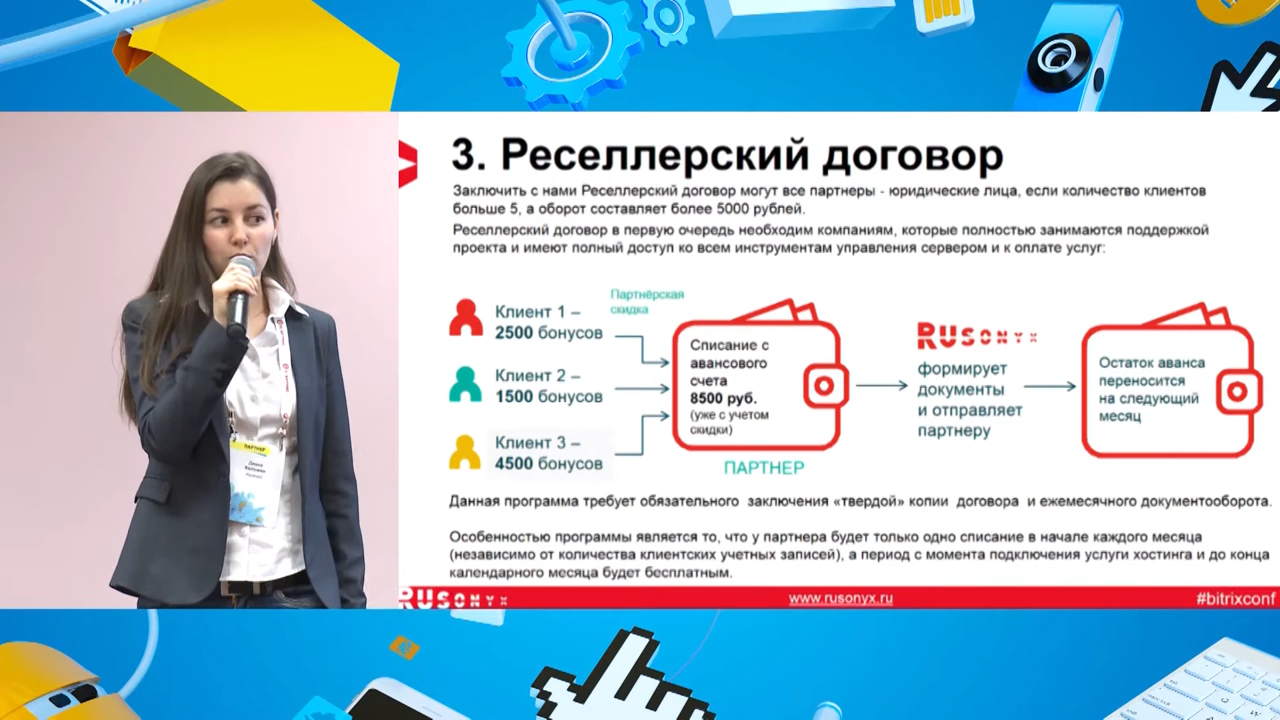 3. Реселлерский договор
Заключить с нами Реселлерский договор могут все партнеры - юридические лица, если количество клиентов
больше 5, а оборот составляет более 5000 рублей.
Реселлерский договор в первую очередь необходим компаниям, которые полностью занимаются поддержкой
проекта и имеют полный доступ ко всем инструментам управления сервером и к оплате услуг:
Клиент 1 –
2500 бонусов
Клиент 2 –
1500 бонусов
Клиент 3 –
4500 бонусов
Партнёрская
скидка
Списание с
авансового
счета
8500 руб.
(уже с учетом
скидки)
ПАРТНЕР
RUSONYX
формирует
документы
и отправляет
партнеру
Остаток аванса
переносится
на следующий
месяц
Данная программа требует обязательного заключения «твердой» копии договора и ежемесячного документооборота.
Особенностью программы является то, что у партнера будет только одно списание в начале каждого месяца
(независимо от количества клиентских учетных записей), а период с момента подключения услуги хостинга и до конца
календарного месяца будет бесплатным.
RUSONYX
www.rusonyx.ru
#bitrixconf
ПАРТНЕР